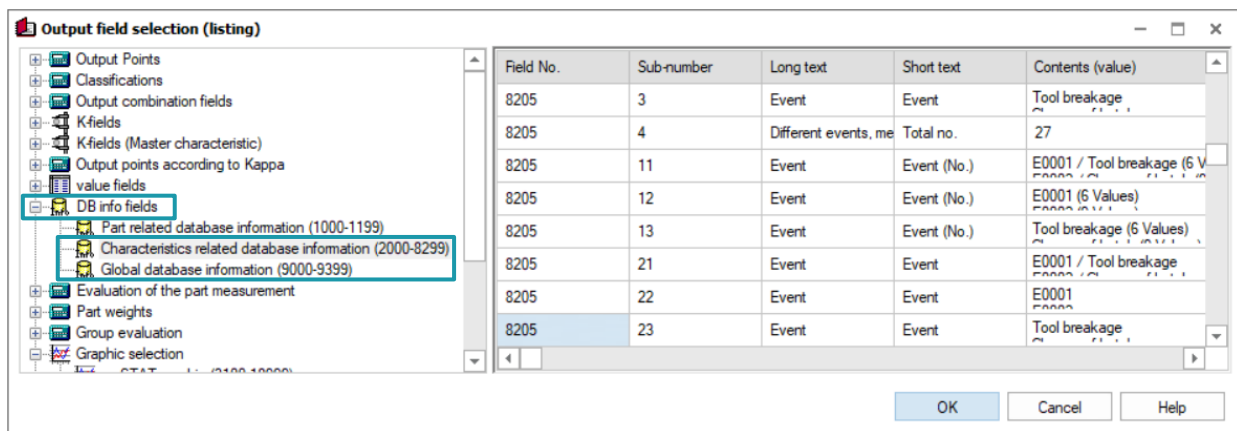 Output field selection (listing)
Output Points
Classifications
Output combination fields
K-fields
K-fields (Master characteristic)
Output points according to Kappa
value fields
DB info fields
Part related database information (1000-1199)
Characteristics related database information (2000-8299)
Global database information (9000-9399)
Evaluation of the part measurement
Part weights
Group evaluation
Graphic selection
Field No. Sub-number Long text Short text Contents (value)
8205 3 Event Event Tool breakage
8205 4 Different events, me Total no. 27
8205 11 Event Event (No.) E0001 / Tool breakage (6 V
8205 12 Event Event (No.) E0001 (6 Values)
8205 13 Event Event (No.) Tool breakage (6 Values)
8205 21 Event Event E0001 / Tool breakage
8205 22 Event Event E0001
8205 23 Event Event Tool breakage
OK Cancel Help